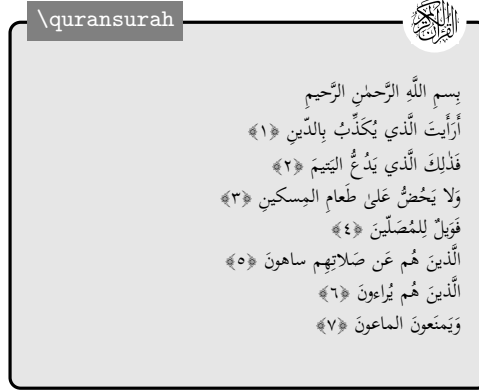 \quransurah
بِسمِ اللَّهِ الرَّحمٰنِ الرَّحيمِ
أَرَأَيتَ الَّذي يُكَذِّبُ بِالدّينِ ﴿١﴾
فَذٰلِكَ الَّذي يَدُعُّ اليَتيمَ ﴿٢﴾
وَلا يَحُضُّ عَلىٰ طَعامِ المِسكينِ ﴿٣﴾
فَوَيلٌ لِلمُصَلّينَ ﴿٤﴾
الَّذينَ هُم عَن صَلاتِهِم ساهونَ ﴿٥﴾
الَّذينَ هُم يُراءونَ ﴿٦﴾
وَيَمنَعونَ الماعونَ ﴿٧﴾